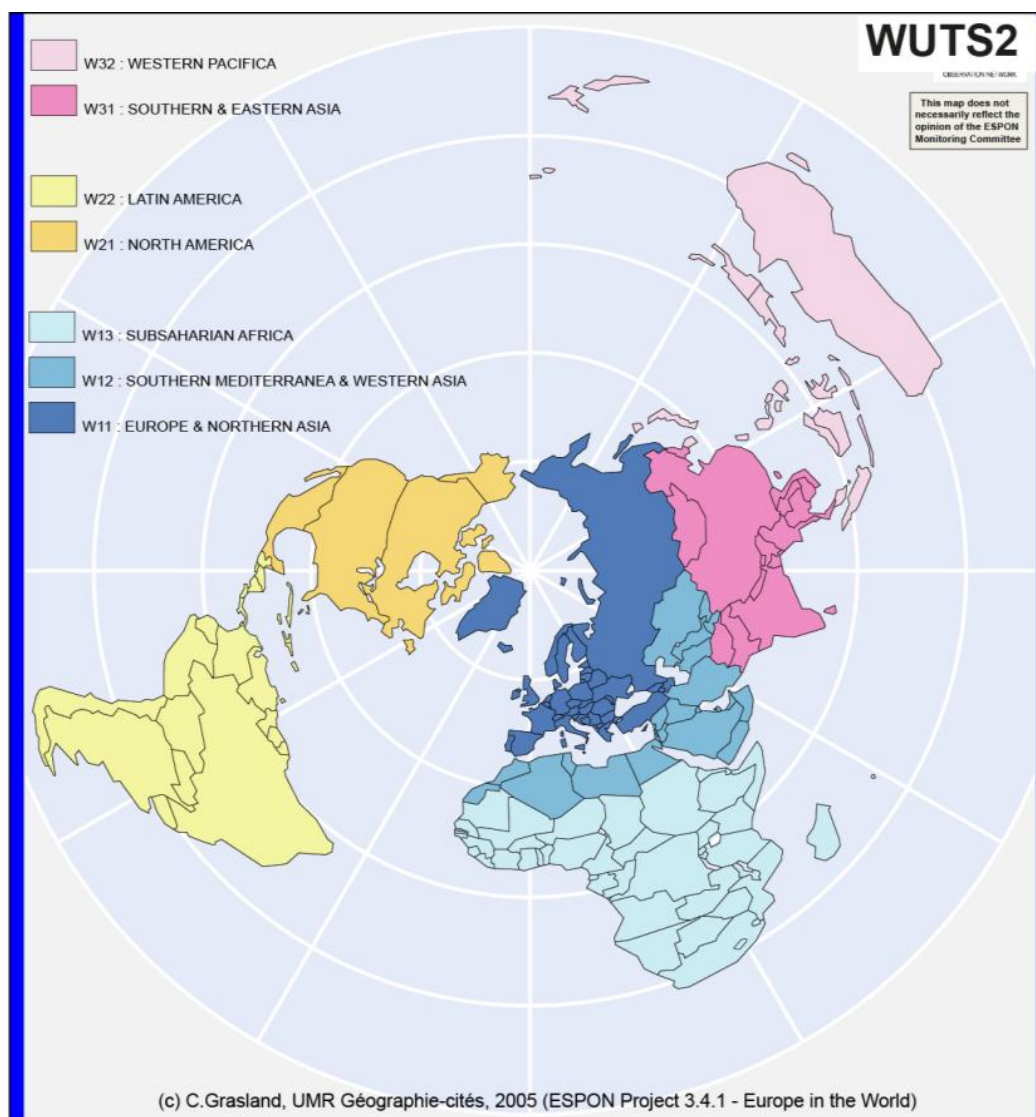 WUTS2
OBSERVATION NETWORK
This map does not
necessarily reflect the
opinion of the ESPON
Monitoring Committee
W32 : WESTERN PACIFICA
W31 : SOUTHERN & EASTERN ASIA
W22 : LATIN AMERICA
W21 : NORTH AMERICA
W13 : SUBSAHARIAN AFRICA
W12 : SOUTHERN MEDITERRANEA & WESTERN ASIA
W11 : EUROPE & NORTHERN ASIA
(c) C.Grasland, UMR Géographie-cités, 2005 (ESPON Project 3.4.1 - Europe in the World)